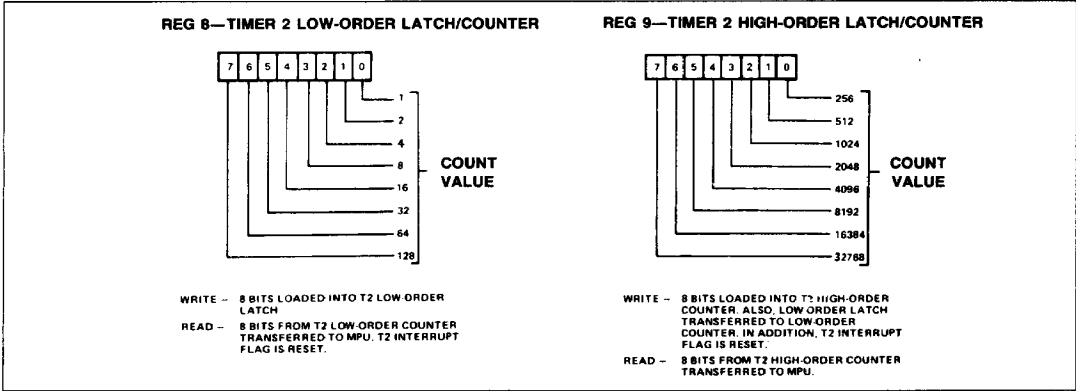 REG 8—TIMER 2 LOW-ORDER LATCH/COUNTER
7 6 5 4 3 2 1 0
1
2
4
8
16
32
64
128
COUNT
VALUE
WRITE – 8 BITS LOADED INTO T2 LOW-ORDER
LATCH
READ – 8 BITS FROM T2 LOW-ORDER COUNTER
TRANSFERRED TO MPU. T2 INTERRUPT
FLAG IS RESET.
REG 9—TIMER 2 HIGH-ORDER LATCH/COUNTER
7 6 5 4 3 2 1 0
256
512
1024
2048
4096
8192
16384
32768
COUNT
VALUE
WRITE – 8 BITS LOADED INTO T2 HIGH-ORDER
COUNTER. ALSO, LOW ORDER LATCH
TRANSFERRED TO LOW-ORDER
COUNTER. IN ADDITION, T2 INTERRUPT
FLAG IS RESET.
READ – 8 BITS FROM T2 HIGH-ORDER COUNTER
TRANSFERRED TO MPU.